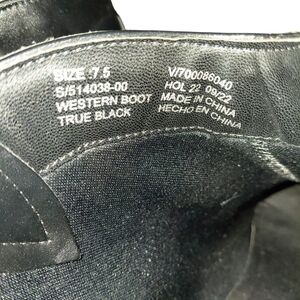 SIZE :7.5
S/514038-00
WESTERN BOOT
TRUE BLACK
V/700086040
HOL 22 09/22
MADE IN CHINA
HECHO EN CHINA